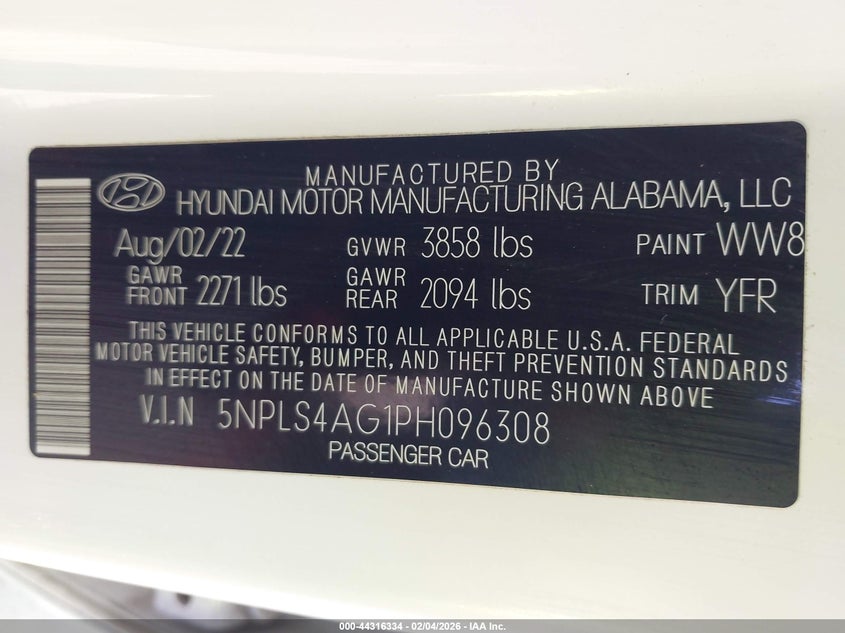 MANUFACTURED BY
HYUNDAI MOTOR MANUFACTURING ALABAMA, LLC
Aug/02/22 GVWR 3858 lbs PAINT WW8
GAWR FRONT 2271 lbs GAWR REAR 2094 lbs TRIM YFR
THIS VEHICLE CONFORMS TO ALL APPLICABLE U.S.A. FEDERAL
MOTOR VEHICLE SAFETY, BUMPER, AND THEFT PREVENTION STANDARDS
IN EFFECT ON THE DATE OF MANUFACTURE SHOWN ABOVE
V.I.N 5NPLS4AG1PH096308
PASSENGER CAR
000-44316334 - 02/04/2026 - IAA Inc.